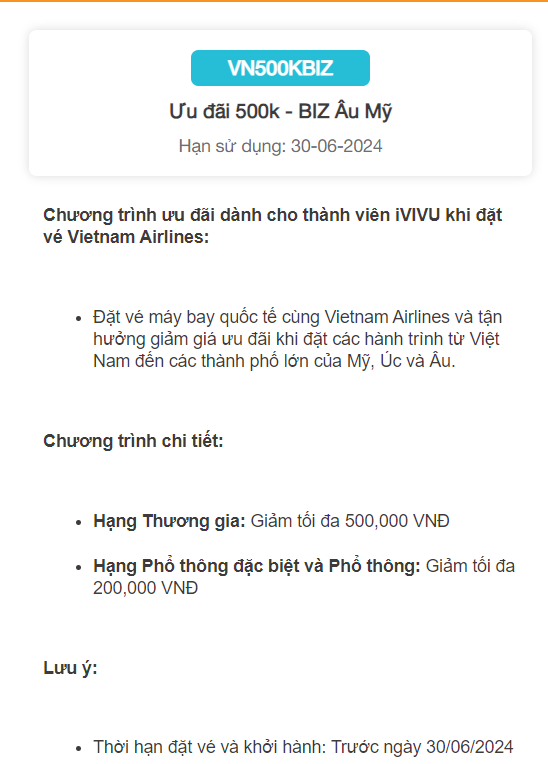 VN500KBIZ
Ưu đãi 500k - BIZ Âu Mỹ
Hạn sử dụng: 30-06-2024
Chương trình ưu đãi dành cho thành viên iVIVU khi đặt
vé Vietnam Airlines:
• Đặt vé máy bay quốc tế cùng Vietnam Airlines và tận
hưởng giảm giá ưu đãi khi đặt các hành trình từ Việt
Nam đến các thành phố lớn của Mỹ, Úc và Âu.
Chương trình chi tiết:
• Hạng Thương gia: Giảm tối đa 500,000 VNĐ
• Hạng Phổ thông đặc biệt và Phổ thông: Giảm tối đa
200,000 VNĐ
Lưu ý:
• Thời hạn đặt vé và khởi hành: Trước ngày 30/06/2024